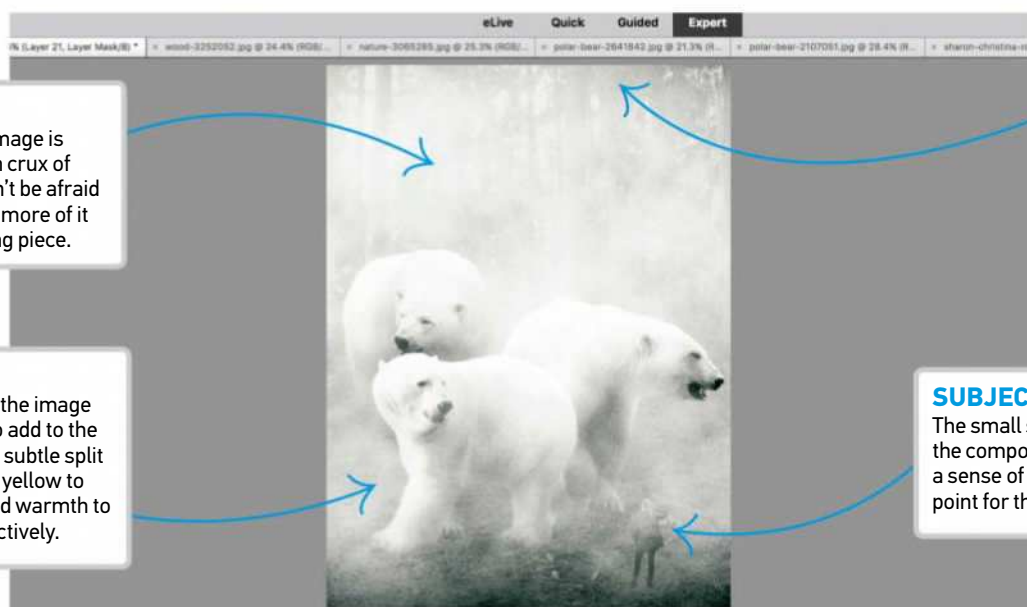 eLive Quick Guided Expert
% (Layer 21, Layer Mask/8) * × wood-3252052.jpg @ 24.4% (RGB/... × nature-3065285.jpg @ 25.3% (RGB/... × polar-bear-2641842.jpg @ 21.3% (R... × polar-bear-2107051.jpg @ 28.4% (R... × sharon-christina-r
mage is
crux of
n't be afraid
more of it
g piece.
the image
o add to the
subtle split
yellow to
d warmth to
ctively.
SUBJEC
The small
the compo
a sense of
point for th